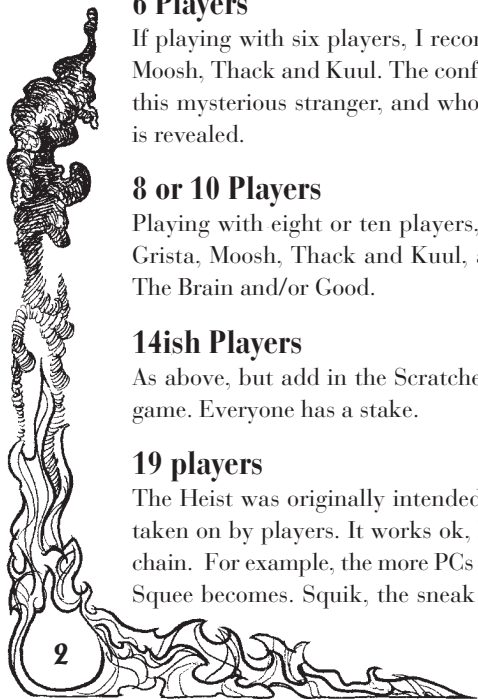 6 Players
If playing with six players, I recor
Moosh, Thack and Kuul. The conf
this mysterious stranger, and who
is revealed.
8 or 10 Players
Playing with eight or ten players,
Grista, Moosh, Thack and Kuul, a
The Brain and/or Good.
14ish Players
As above, but add in the Scratche
game. Everyone has a stake.
19 players
The Heist was originally intended
taken on by players. It works ok,
chain. For example, the more PCs
Squee becomes. Squik, the sneak
2